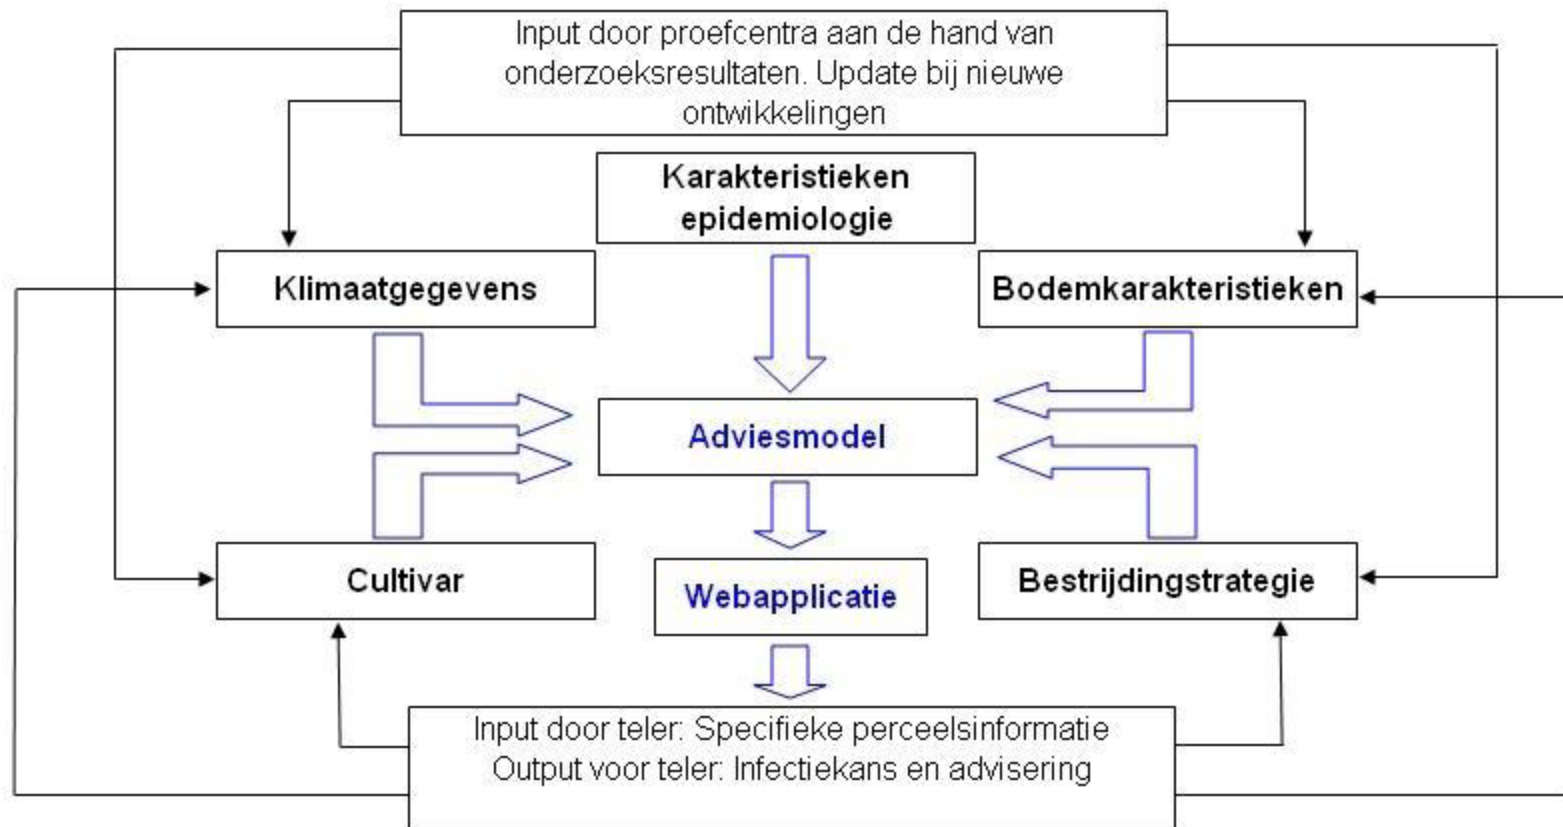 Input door proefcentra aan de hand van
onderzoeksresultaten. Update bij nieuwe
ontwikkelingen
Karakteristieken
epidemiologie
Klimaatgegevens
Bodemkarakteristieken
Adviesmodel
Cultivar
Webapplicatie
Bestrijdingstrategie
Input door teler: Specifieke perceelsinformatie
Output voor teler: Infectiekans en advisering